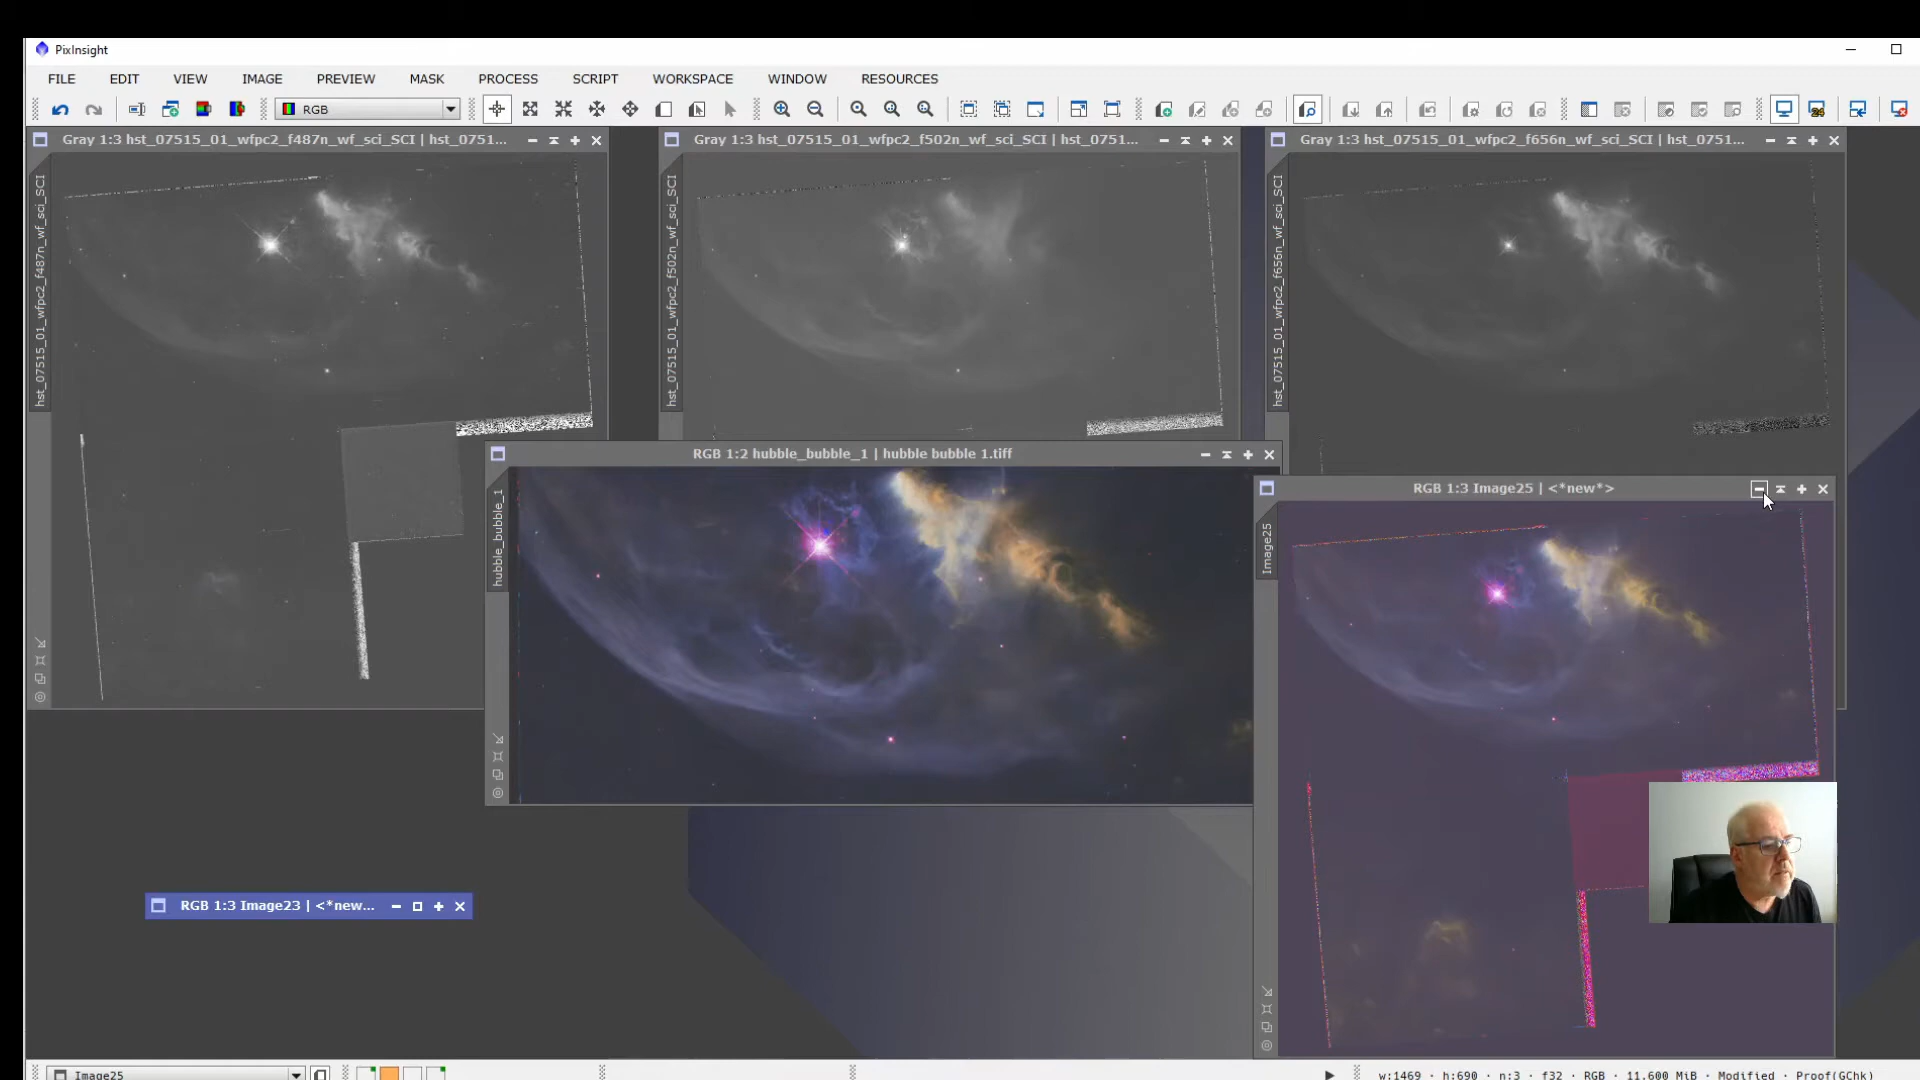 PixInsight
FILE EDIT VIEW IMAGE PREVIEW MASK PROCESS SCRIPT WORKSPACE WINDOW RESOURCES
RGB
24
Gray 1:3 hst_07515_01_wfpc2_f487n_wf_sci_SCI | hst_0751...
Gray 1:3 hst_07515_01_wfpc2_f502n_wf_sci_SCI | hst_0751...
Gray 1:3 hst_07515_01_wfpc2_f656n_wf_sci_SCI | hst_0751...
hst_07515_01_wfpc2_f487n_wf_sci_SCI
hst_07515_01_wfpc2_f502n_wf_sci_SCI
hst_07515_01_wfpc2_f656n_wf_sci_SCI
RGB 1:2 hubble_bubble_1 | hubble bubble 1.tiff
hubble_bubble_1
RGB 1:3 Image25 | <*new*>
Image25
RGB 1:3 Image23 | <*new...
Image25
w:1469 · h:690 · n:3 · f32 · RGB · 11.600 MiB · Modified · Proof(GChk)